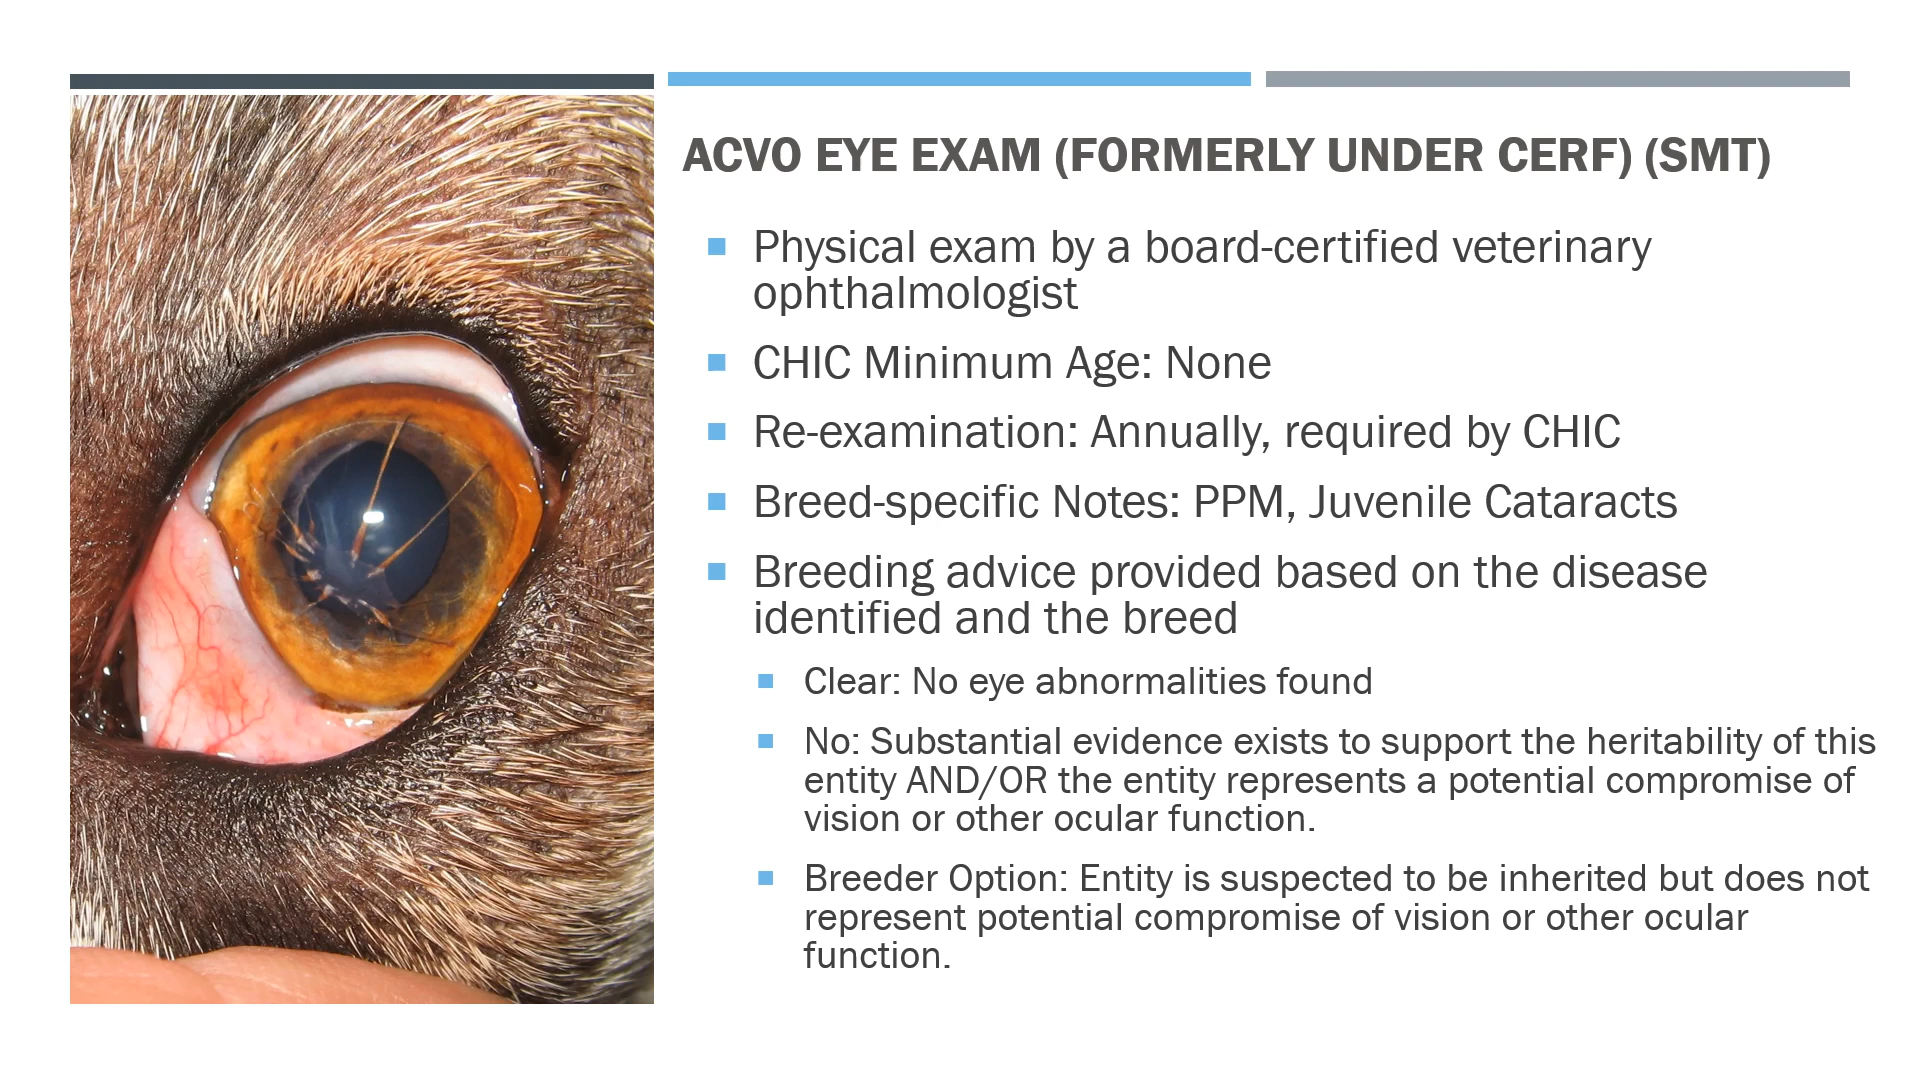 ACVO EYE EXAM (FORMERLY UNDER CERF) (SMT)
Physical exam by a board-certified veterinary
ophthalmologist
CHIC Minimum Age: None
Re-examination: Annually, required by CHIC
Breed-specific Notes: PPM, Juvenile Cataracts
Breeding advice provided based on the disease
identified and the breed
Clear: No eye abnormalities found
No: Substantial evidence exists to support the heritability of this
entity AND/OR the entity represents a potential compromise of
vision or other ocular function.
Breeder Option: Entity is suspected to be inherited but does not
represent potential compromise of vision or other ocular
function.